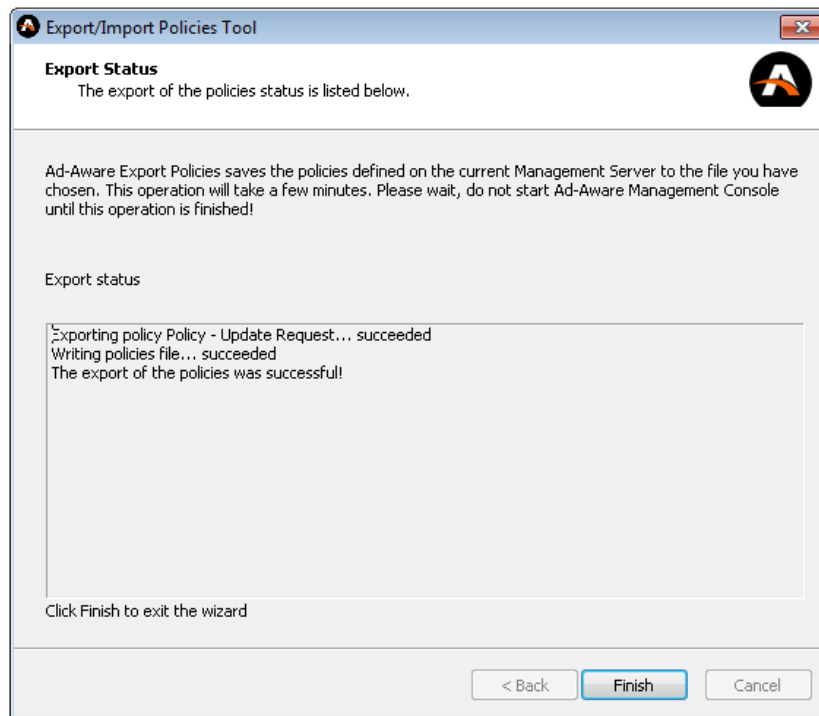 Export/Import Policies Tool
Export Status
The export of the policies status is listed below.
Ad-Aware Export Policies saves the policies defined on the current Management Server to the file you have
chosen. This operation will take a few minutes. Please wait, do not start Ad-Aware Management Console
until this operation is finished!
Export status
Exporting policy Policy - Update Request... succeeded
Writing policies file... succeeded
The export of the policies was successful!
Click Finish to exit the wizard
< Back Finish Cancel